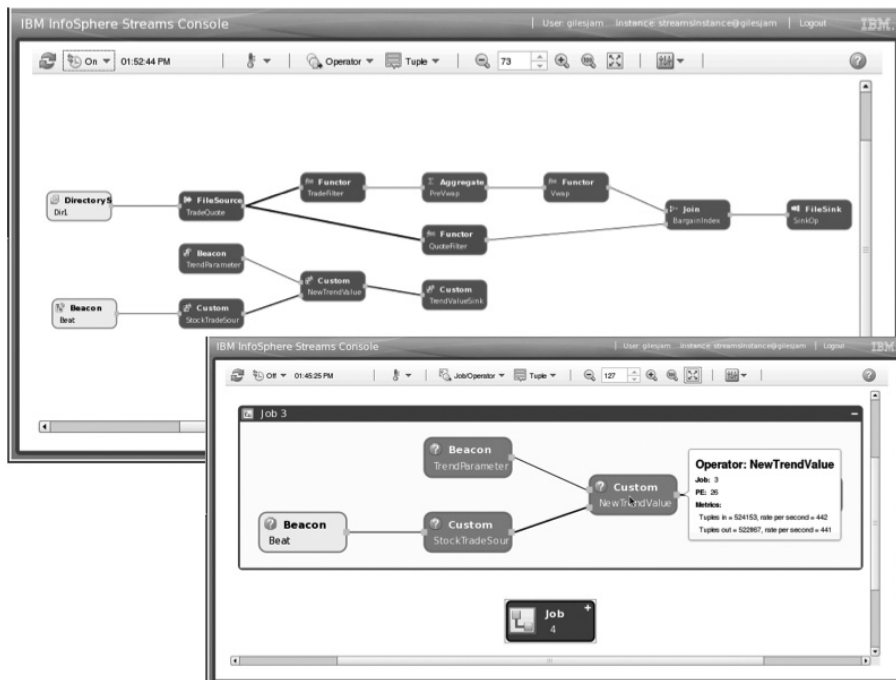 IBM InfoSphere Streams Console
User: gilesjam
Instance: streamsInstance@gilesjam
Logout
IBM.
On
01:52:44 PM
Operator
Tuple
73
Functor
TradeFilter
Aggregate
PreVwap
Functor
Vwap
DirectoryS
Dir1
FileSource
TradeQuote
Join
BargainIndex
FileSink
SinkOp
Functor
QuoteFilter
Beacon
TrendParameter
Custom
NewTrendValue
Custom
TrendValueSink
Beacon
Beat
Custom
StockTradeSour
IBM InfoSphere Streams Console
User: gilesjam
Instance: streamsInstance@gilesjam
Logout
IBM
Off
01:45:25 PM
Job/Operator
Tuple
127
Job 3
Beacon
TrendParameter
Custom
NewTrendValue
Beacon
Beat
Custom
StockTradeSour
Operator: NewTrendValue
Job: 3
PE: 26
Metrics:
Tuples in = 524153, rate per second = 442
Tuples out = 522867, rate per second = 441
Job
4